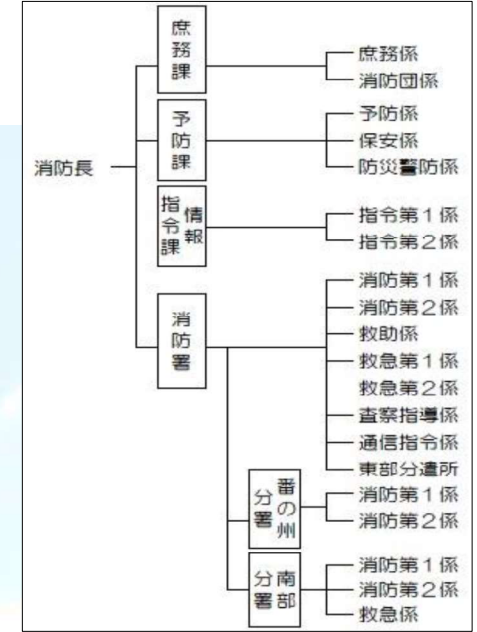 消防長
庶務課
庶務係
消防団係
予防課
予防係
保安係
防災警防係
情報指令課
指令第1係
指令第2係
消防署
消防第1係
消防第2係
救助係
救急第1係
救急第2係
査察指導係
通信指令係
東部分遣所
番の州分署
消防第1係
消防第2係
南部分署
消防第1係
消防第2係
救急係